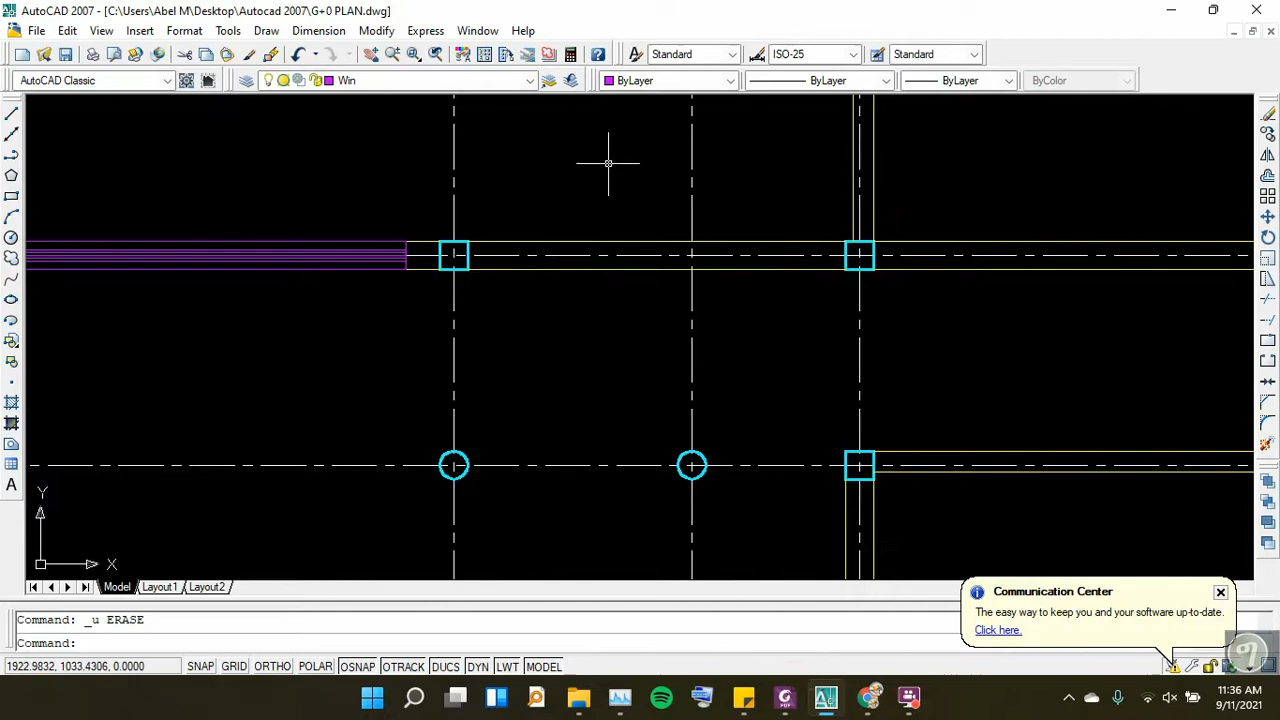 AutoCAD 2007 - [C:\Users\Abel M\Desktop\Autocad 2007\G+0 PLAN.dwg]
File Edit View Insert Format Tools Draw Dimension Modify Express Window Help
Standard ISO-25 Standard
AutoCAD Classic Win ByLayer ByLayer ByLayer ByColor
Y
X
Model Layout1 Layout2
Communication Center
The easy way to keep you and your software up-to-date.
Click here.
Command: _u ERASE
Command:
1922.9832, 1033.4306, 0.0000 SNAP GRID ORTHO POLAR OSNAP OTRACK DUCS DYN LWT MODEL
11:36 AM
9/11/2021